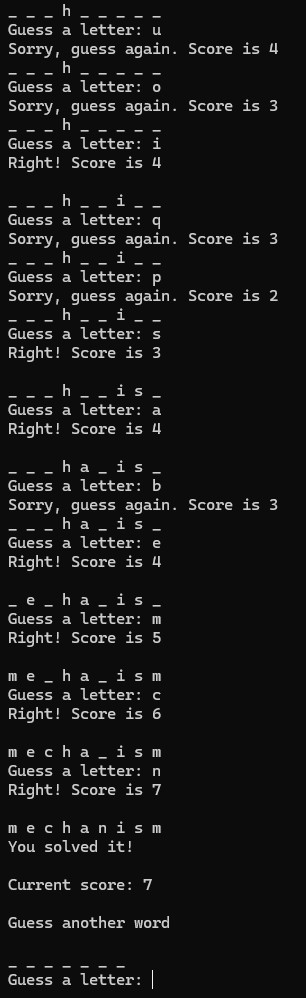 _ _ _ h _ _ _ _ _
Guess a letter: u
Sorry, guess again. Score is 4
_ _ _ h _ _ _ _ _
Guess a letter: o
Sorry, guess again. Score is 3
_ _ _ h _ _ _ _ _
Guess a letter: i
Right! Score is 4
_ _ _ h _ _ i _ _
Guess a letter: q
Sorry, guess again. Score is 3
_ _ _ h _ _ i _ _
Guess a letter: p
Sorry, guess again. Score is 2
_ _ _ h _ _ i _ _
Guess a letter: s
Right! Score is 3
_ _ _ h _ _ i s _
Guess a letter: a
Right! Score is 4
_ _ _ h a _ i s _
Guess a letter: b
Sorry, guess again. Score is 3
_ _ _ h a _ i s _
Guess a letter: e
Right! Score is 4
_ e _ h a _ i s _
Guess a letter: m
Right! Score is 5
m e _ h a _ i s m
Guess a letter: c
Right! Score is 6
m e c h a _ i s m
Guess a letter: n
Right! Score is 7
m e c h a n i s m
You solved it!
Current score: 7
Guess another word
_ _ _ _ _ _ _
Guess a letter: